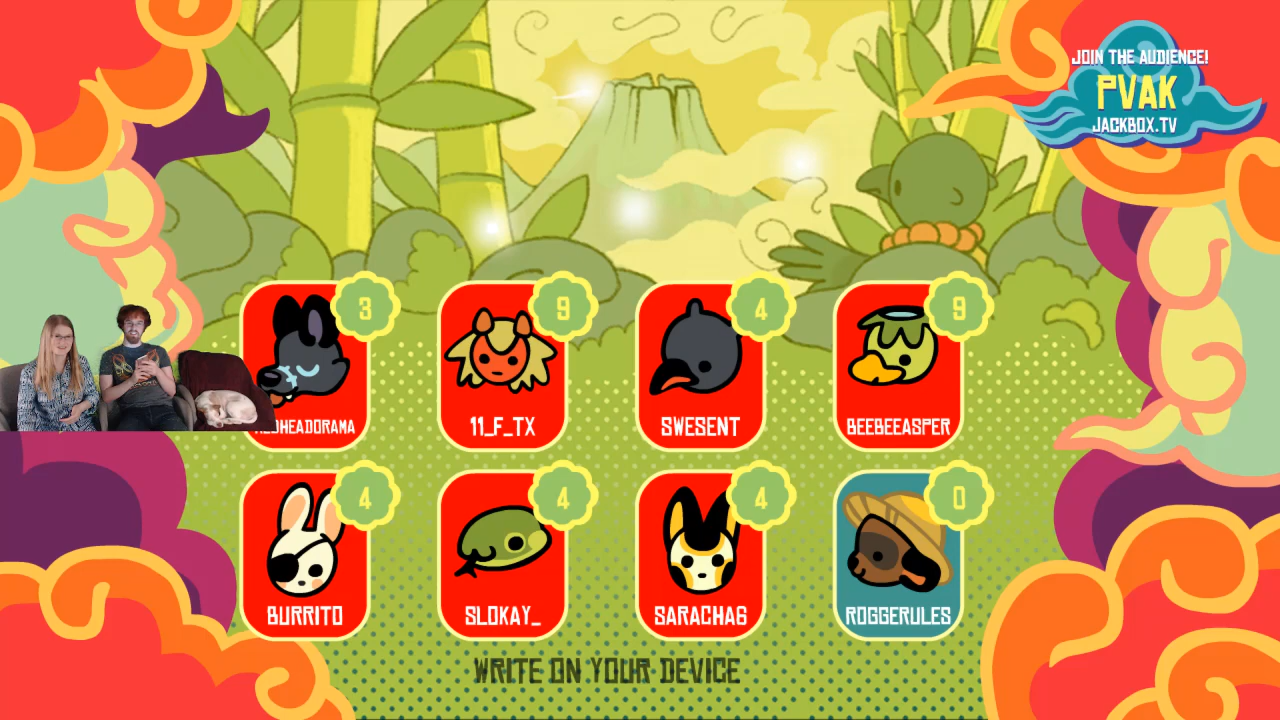 JOIN THE AUDIENCE!
PVAK
JACKBOX.TV
3
9
4
9
11_F_TX
SWESENT
BEEBEEASPER
4
4
4
0
BURRITO
SLOKAY_
SARACHA6
ROGGERULES
WRITE ON YOUR DEVICE